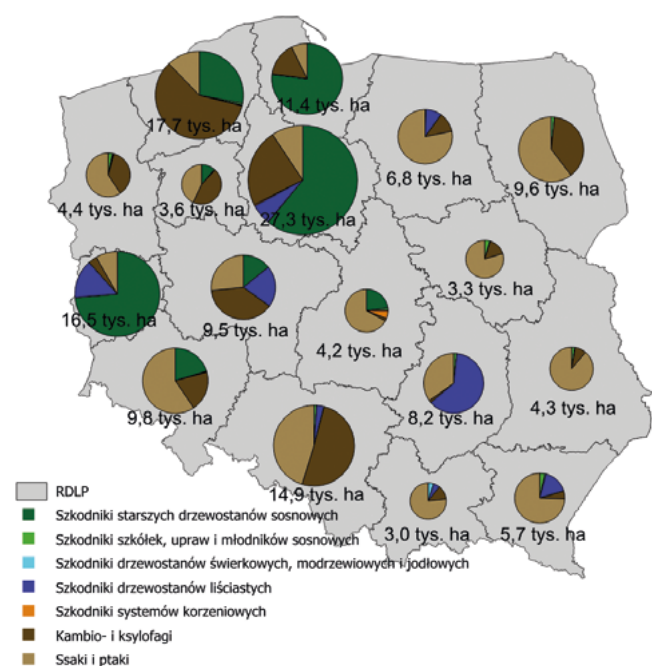 11,4 tys. ha
17,7 tys. ha
6,8 tys. ha
9,6 tys. ha
4,4 tys. ha
3,6 tys. ha
27,3 tys. ha
3,3 tys. ha
16,5 tys. ha
9,5 tys. ha
4,2 tys. ha
9,8 tys. ha
8,2 tys. ha
4,3 tys. ha
14,9 tys. ha
3,0 tys. ha
5,7 tys. ha
RDLP
Szkodniki starszych drzewostanów sosnowych
Szkodniki szkółek, upraw i młodników sosnowych
Szkodniki drzewostanów świerkowych, modrzewiowych i jodłowych
Szkodniki drzewostanów liściastych
Szkodniki systemów korzeniowych
Kambio- i ksylofagi
Ssaki i ptaki